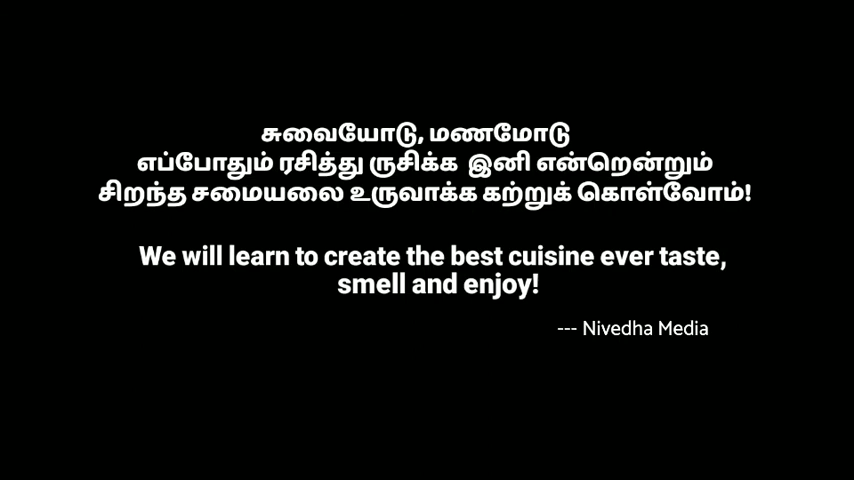 சுவையோடு, மணமோடு
எப்போதும் ரசித்து ருசிக்க இனி என்றென்றும்
சிறந்த சமையலை உருவாக்க கற்றுக் கொள்வோம்!
We will learn to create the best cuisine ever taste,
smell and enjoy!
--- Nivedha Media